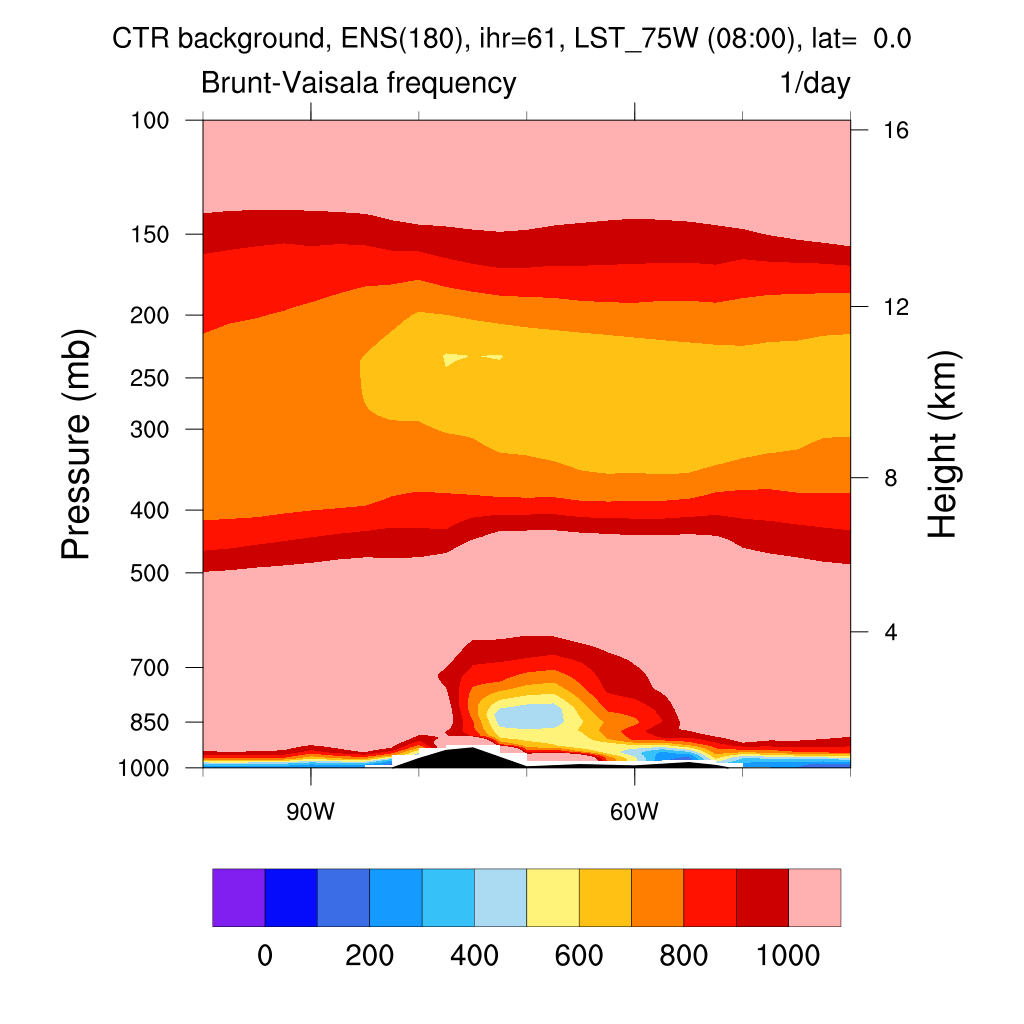 CTR background, ENS(180), ihr=61, LST_75W (08:00), lat= 0.0
Brunt-Vaisala frequency 1/day
100
150
200
250
300
400
500
700
850
1000
Pressure (mb)
16
12
8
4
Height (km)
90W 60W
0 200 400 600 800 1000